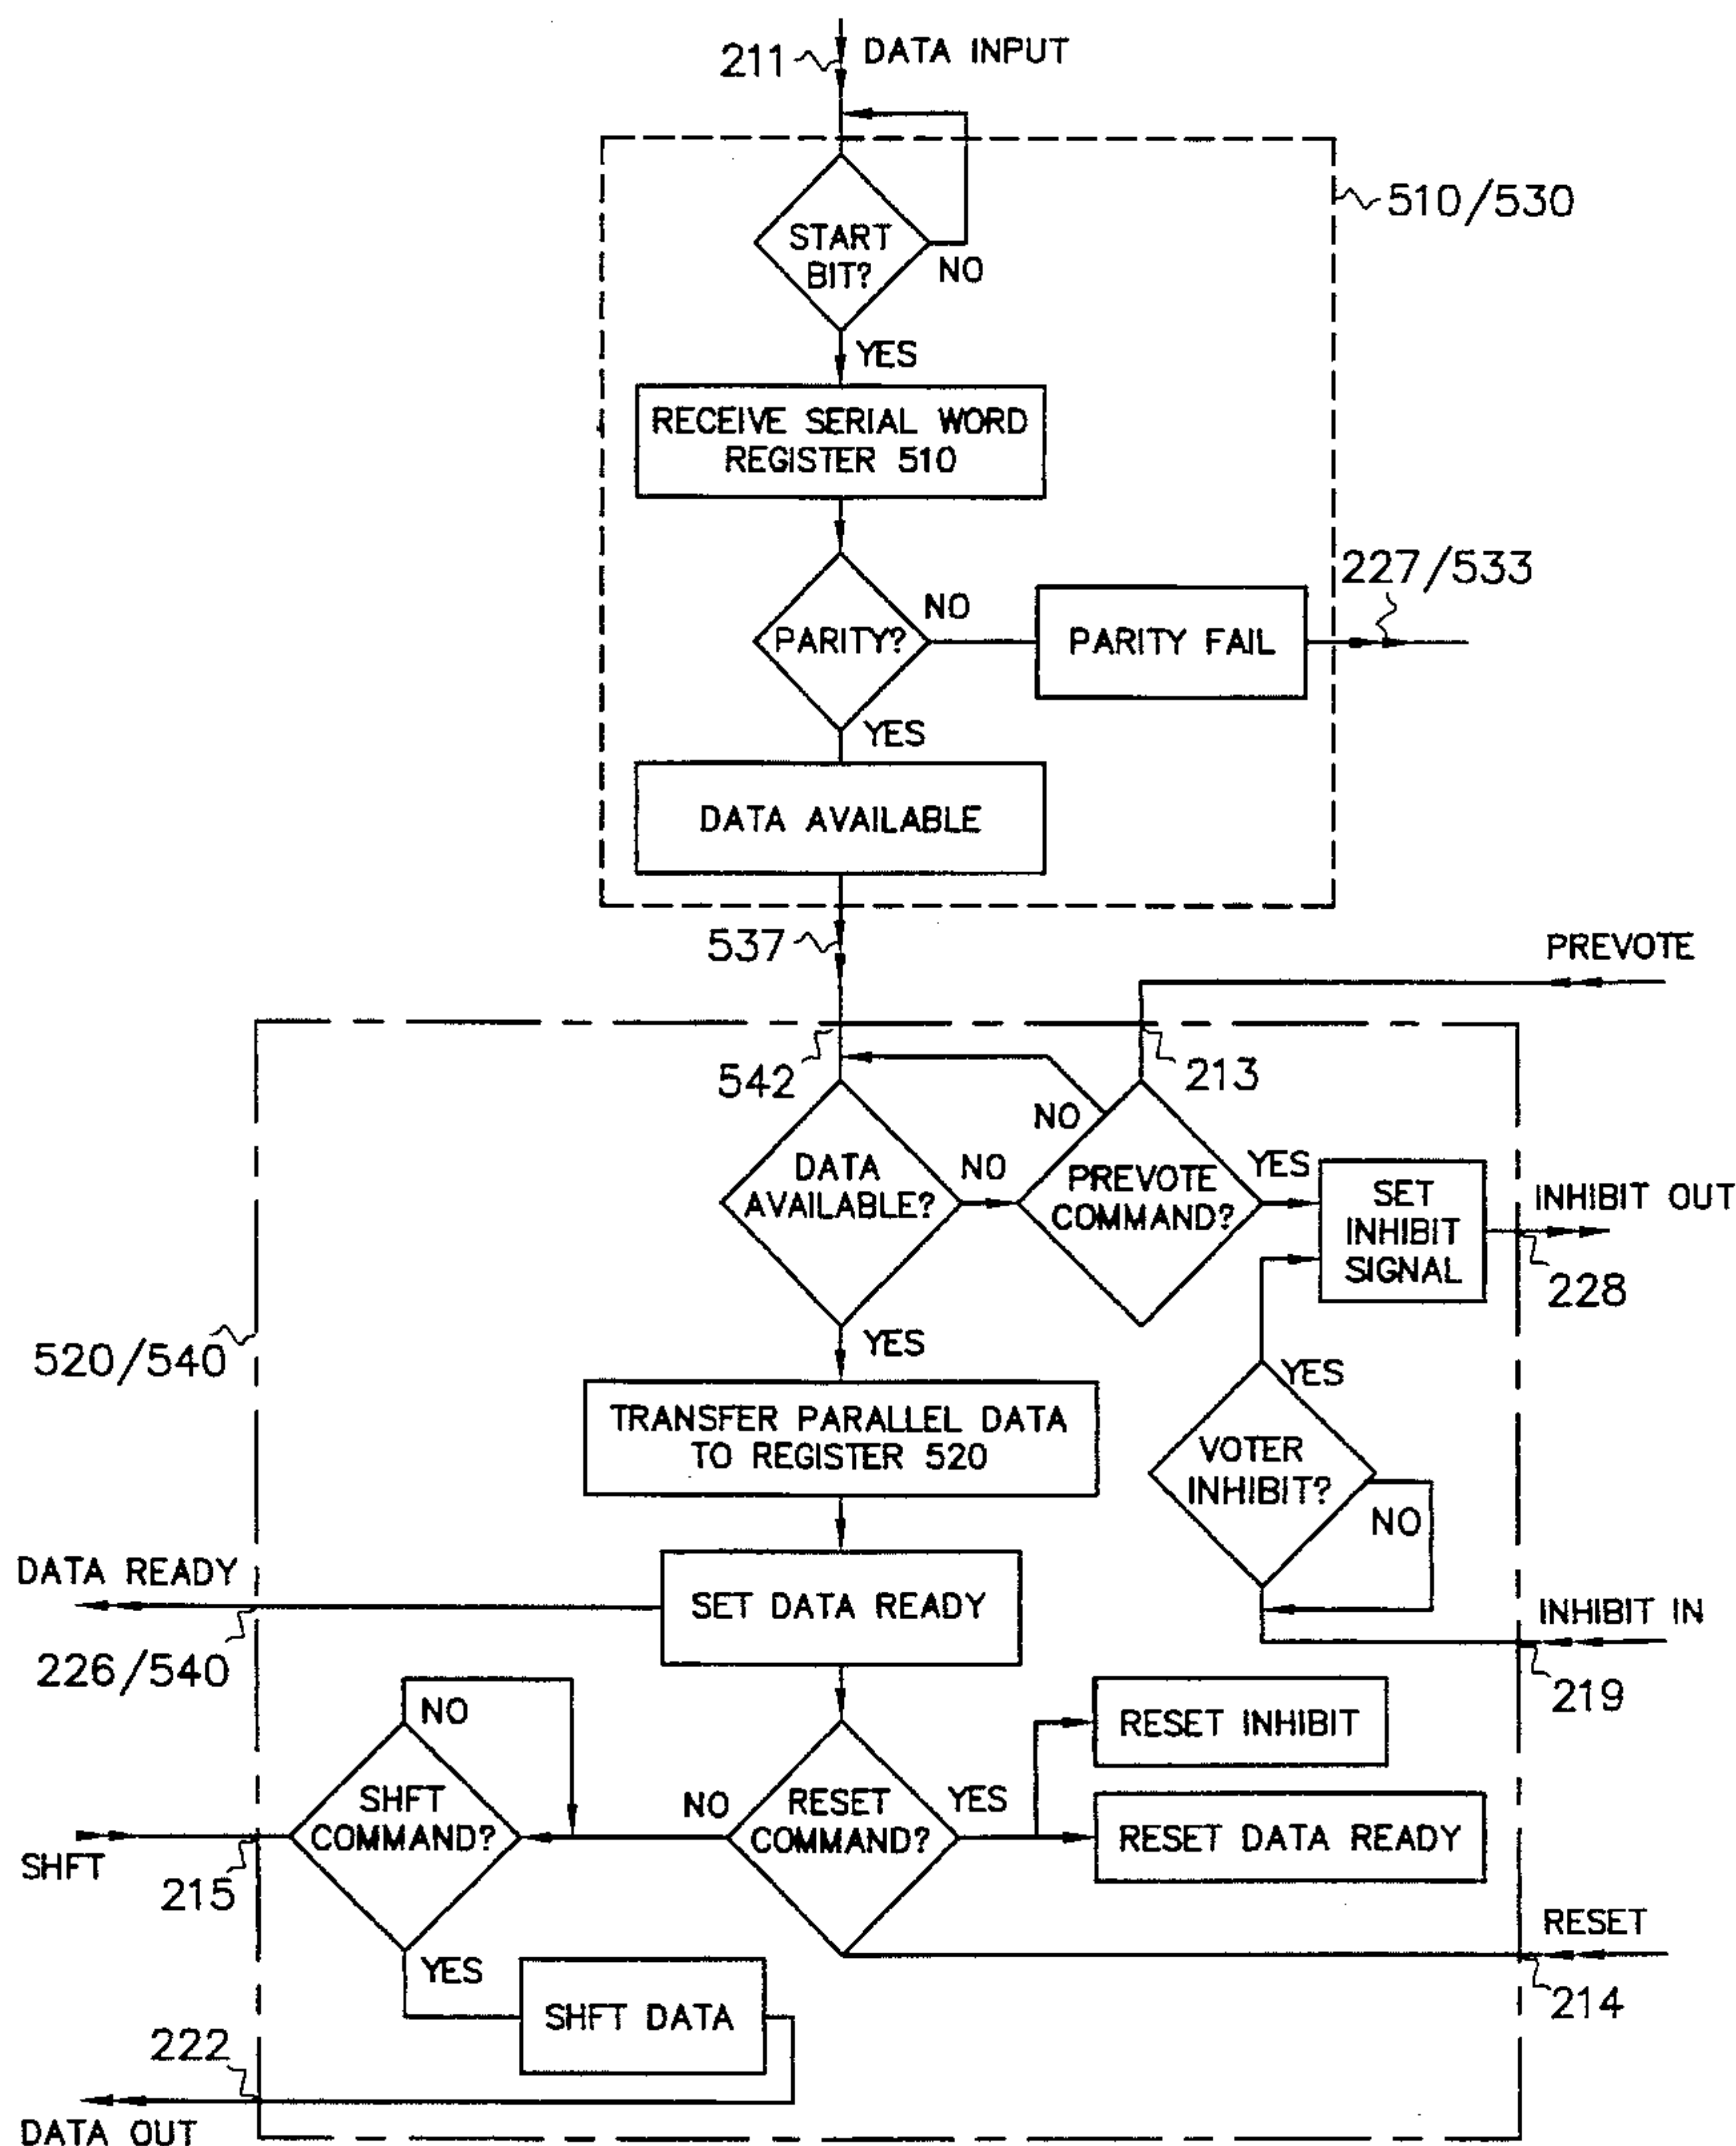 211
DATA INPUT
510/530
START
BIT?
NO
YES
RECEIVE SERIAL WORD
REGISTER 510
227/533
NO
PARITY?
PARITY FAIL
YES
DATA AVAILABLE
537
PREVOTE
542
213
NO
DATA
AVAILABLE?
NO
PREVOTE
COMMAND?
YES
SET
INHIBIT
SIGNAL
INHIBIT OUT
228
520/540
YES
YES
TRANSFER PARALLEL DATA
TO REGISTER 520
VOTER
INHIBIT?
NO
DATA READY
SET DATA READY
INHIBIT IN
226/540
219
NO
RESET INHIBIT
SHFT
COMMAND?
NO
RESET
COMMAND?
YES
RESET DATA READY
SHFT
215
RESET
YES
214
SHFT DATA
222
DATA OUT